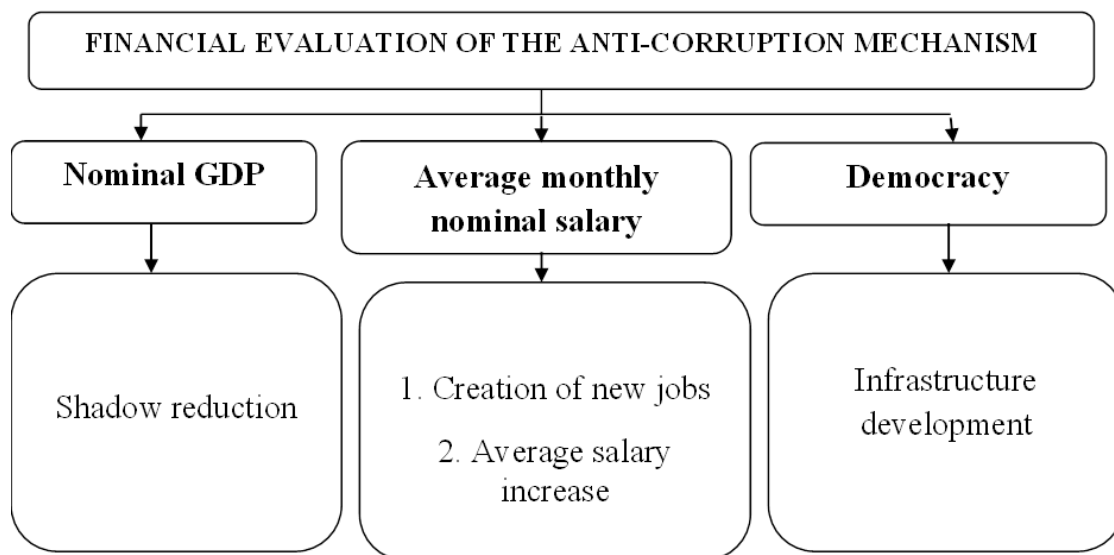 FINANCIAL EVALUATION OF THE ANTI-CORRUPTION MECHANISM
Nominal GDP
Average monthly
nominal salary
Democracy
Shadow reduction
1. Creation of new jobs
2. Average salary
increase
Infrastructure
development